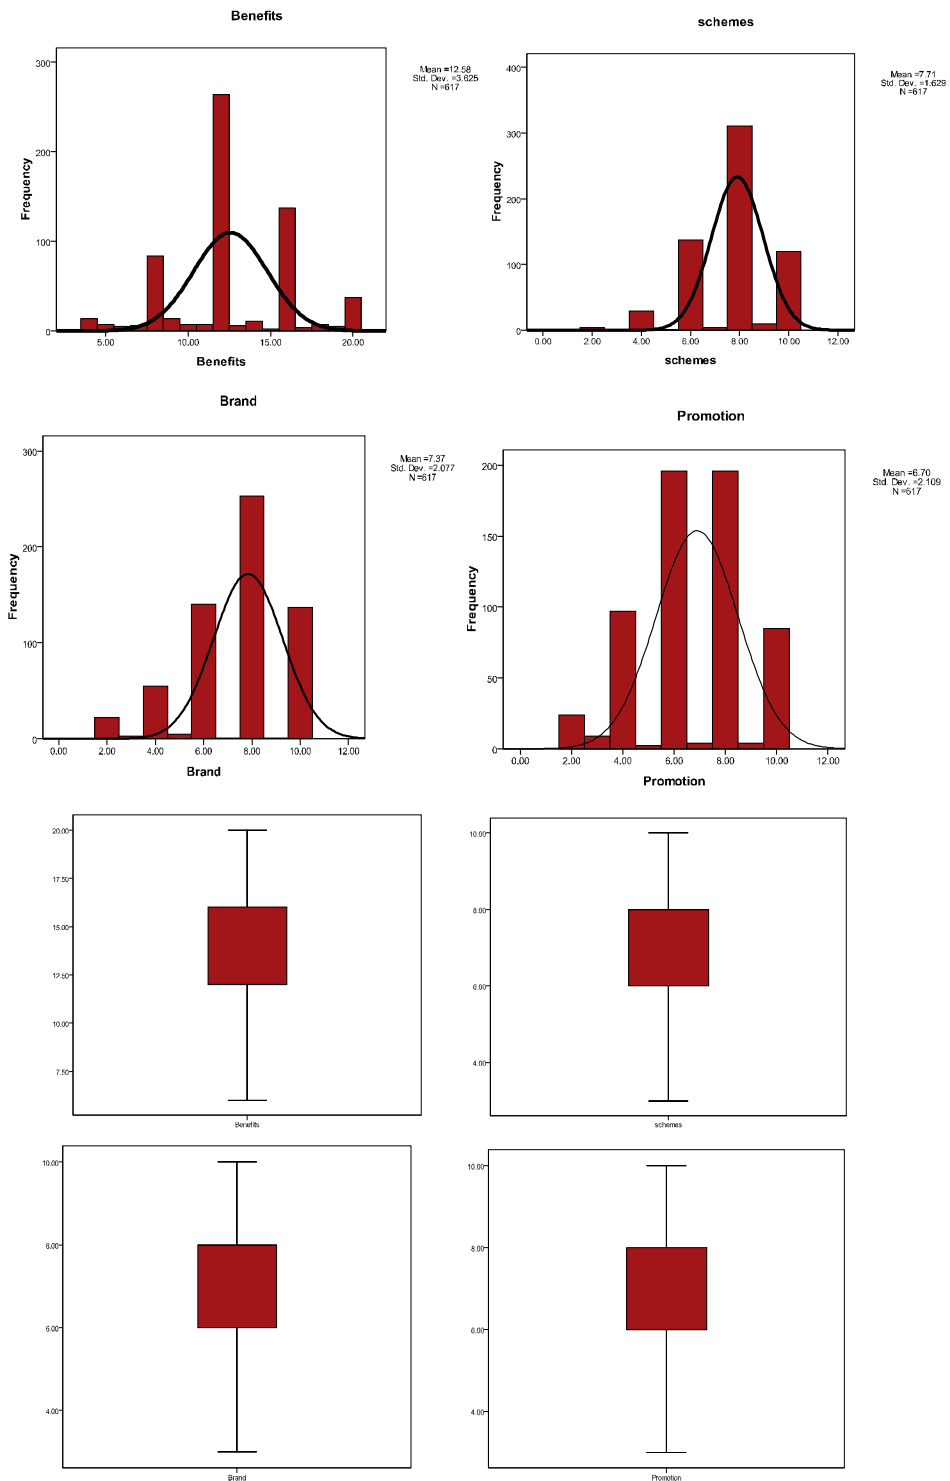 Benefits
300
200
100
0
Frequency
5.00 10.00 15.00 20.00
Benefits
Mean =12.58
Std. Dev. =3.625
N =617
schemes
400
300
200
100
0
Frequency
0.00 2.00 4.00 6.00 8.00 10.00 12.00
schemes
Mean =7.71
Std. Dev. =1.629
N =617
Brand
300
200
100
0
Frequency
0.00 2.00 4.00 6.00 8.00 10.00 12.00
Brand
Mean =7.37
Std. Dev. =2.077
N =617
Promotion
200
150
100
50
0
Frequency
0.00 2.00 4.00 6.00 8.00 10.00 12.00
Promotion
Mean =6.70
Std. Dev. =2.109
N =617
20.00
17.50
15.00
12.50
10.00
7.50
Benefits
10.00
8.00
6.00
4.00
schemes
10.00
8.00
6.00
4.00
Brand
10.00
8.00
6.00
4.00
Promotion